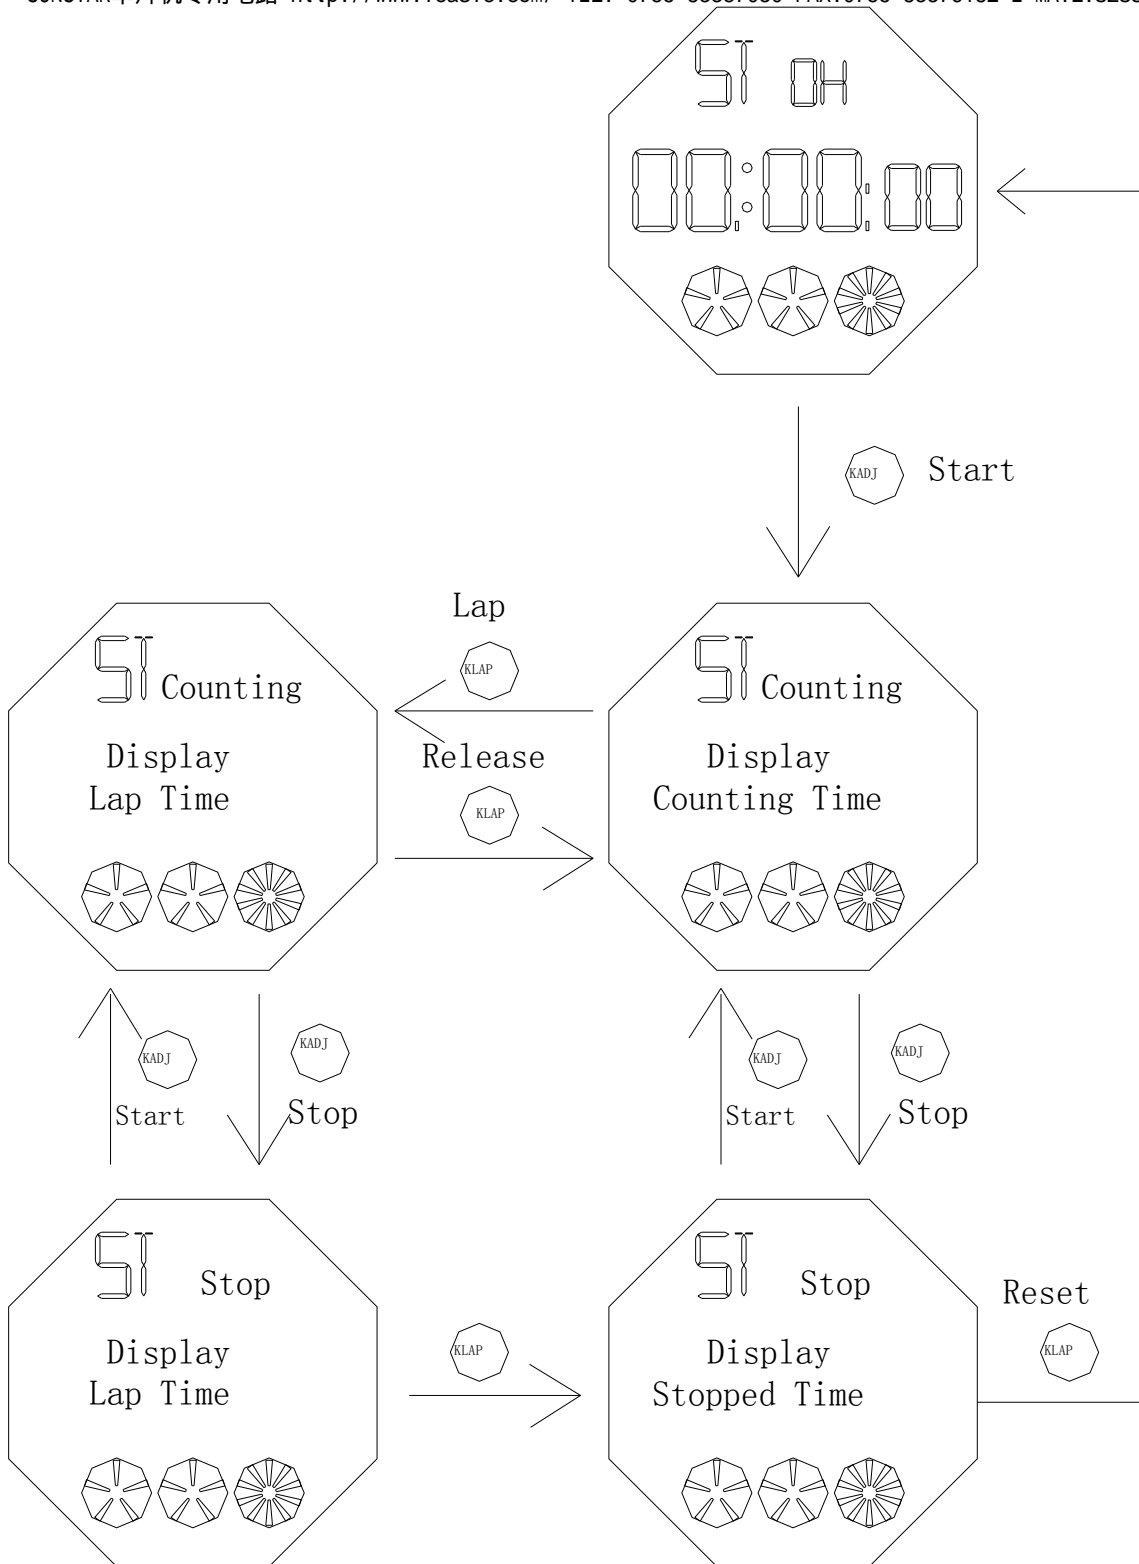 ST 0H
00:00.00
KADJ Start
Lap
KLAP
ST Counting
Display
Lap Time
Release
KLAP
ST Counting
Display
Counting Time
KADJ
Start
KADJ
Stop
KADJ
Start
KADJ
Stop
ST Stop
Display
Lap Time
KLAP
ST Stop
Display
Stopped Time
Reset
KLAP